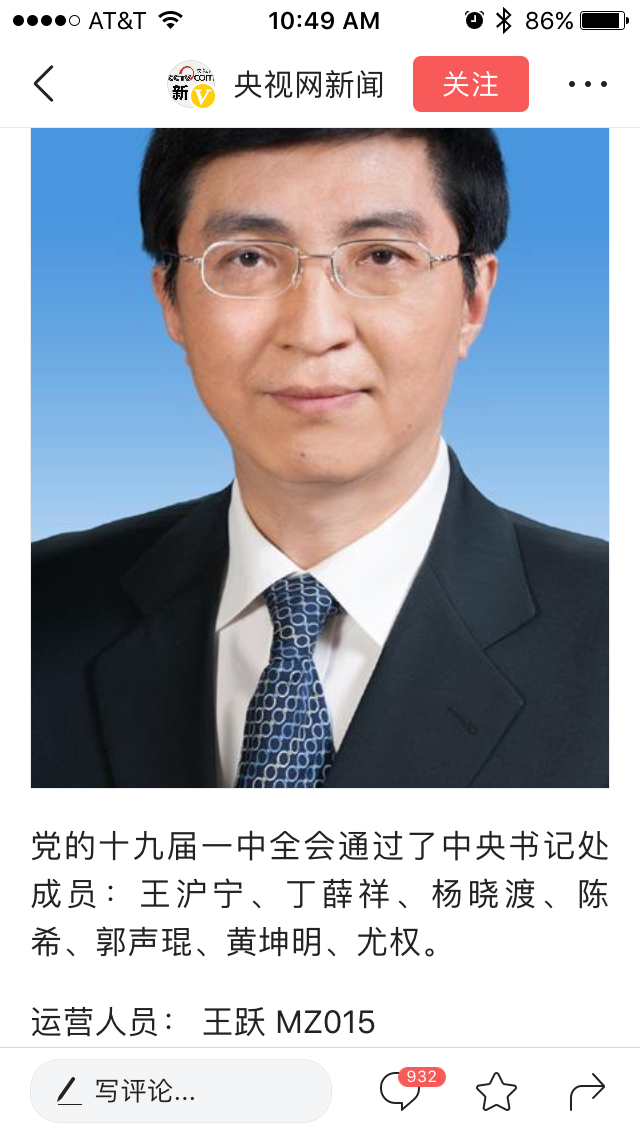 AT&T 10:49 AM 86%
CCTV.COM
新 V
央视网新闻 关注
党的十九届一中全会通过了中央书记处
成员：王沪宁、丁薛祥、杨晓渡、陈
希、郭声琨、黄坤明、尤权。
运营人员： 王跃 MZ015
写评论... 932